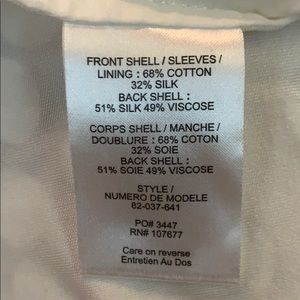 FRONT SHELL / SLEEVES /
LINING : 68% COTTON
32% SILK
BACK SHELL :
51% SILK 49% VISCOSE
CORPS SHELL / MANCHE /
DOUBLURE : 68% COTON
32% SOIE
BACK SHELL :
51% SOIE 49% VISCOSE
STYLE /
NUMERO DE MODELE
62-037-641
PO# 3447
RN# 107677
Care on reverse
Entretien Au Dos